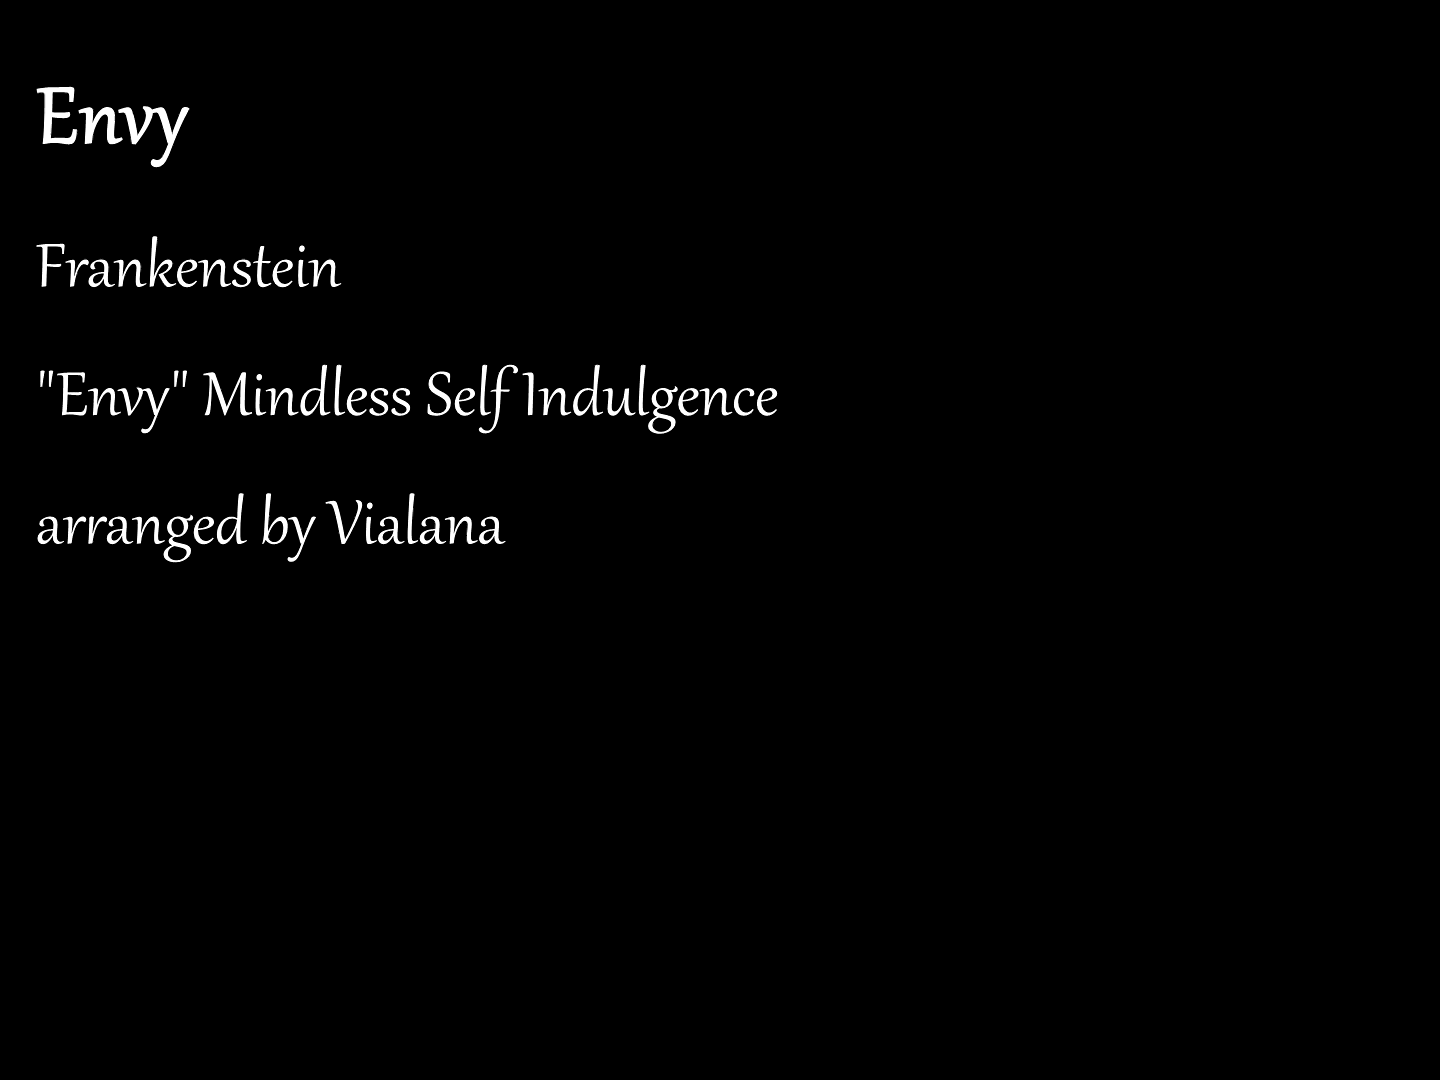 Envy
Frankenstein
"Envy" Mindless Self Indulgence
arranged by Vialana